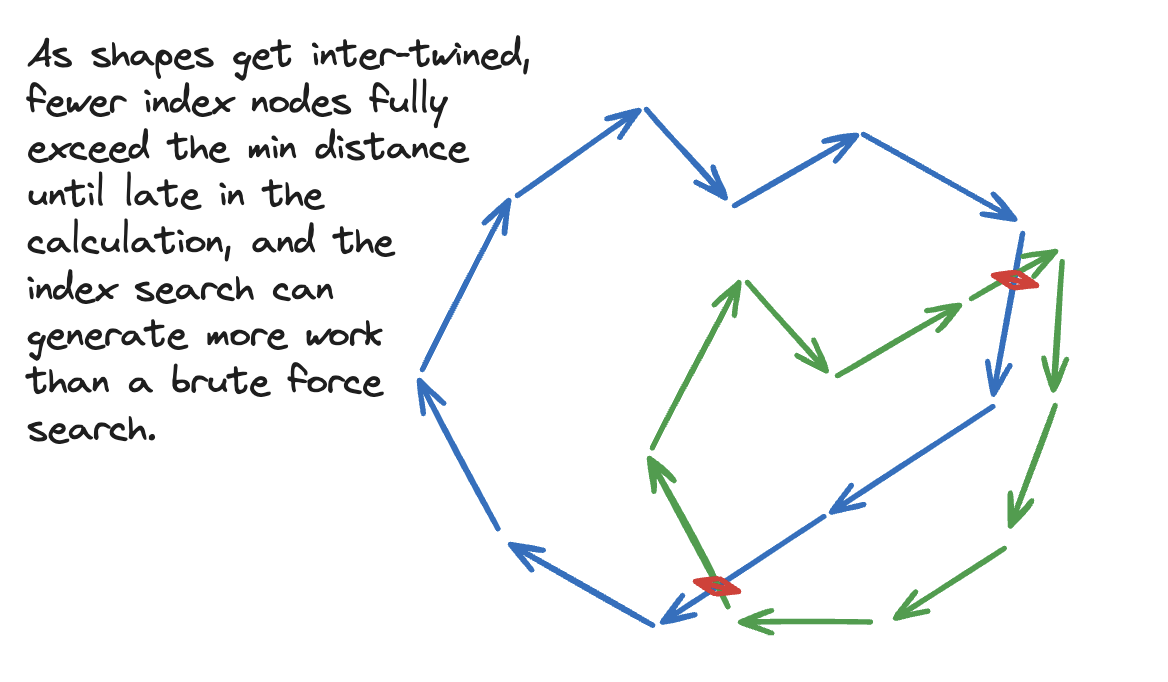 As shapes get inter-twined,
fewer index nodes fully
exceed the min distance
until late in the
calculation, and the
index search can
generate more work
than a brute force
search.